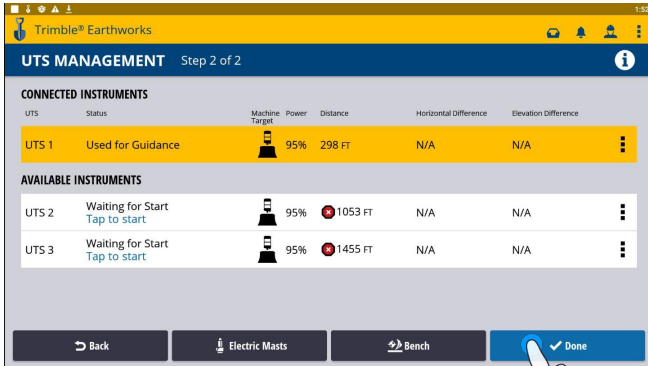 1:52
Trimble® Earthworks
UTS MANAGEMENT Step 2 of 2
CONNECTED INSTRUMENTS
UTS Status Machine Target Power Distance Horizontal Difference Elevation Difference
UTS 1 Used for Guidance 95% 298 FT N/A N/A
AVAILABLE INSTRUMENTS
UTS 2 Waiting for Start 95% 1053 FT N/A N/A
Tap to start
UTS 3 Waiting for Start 95% 1455 FT N/A N/A
Tap to start
Back Electric Masts Bench Done